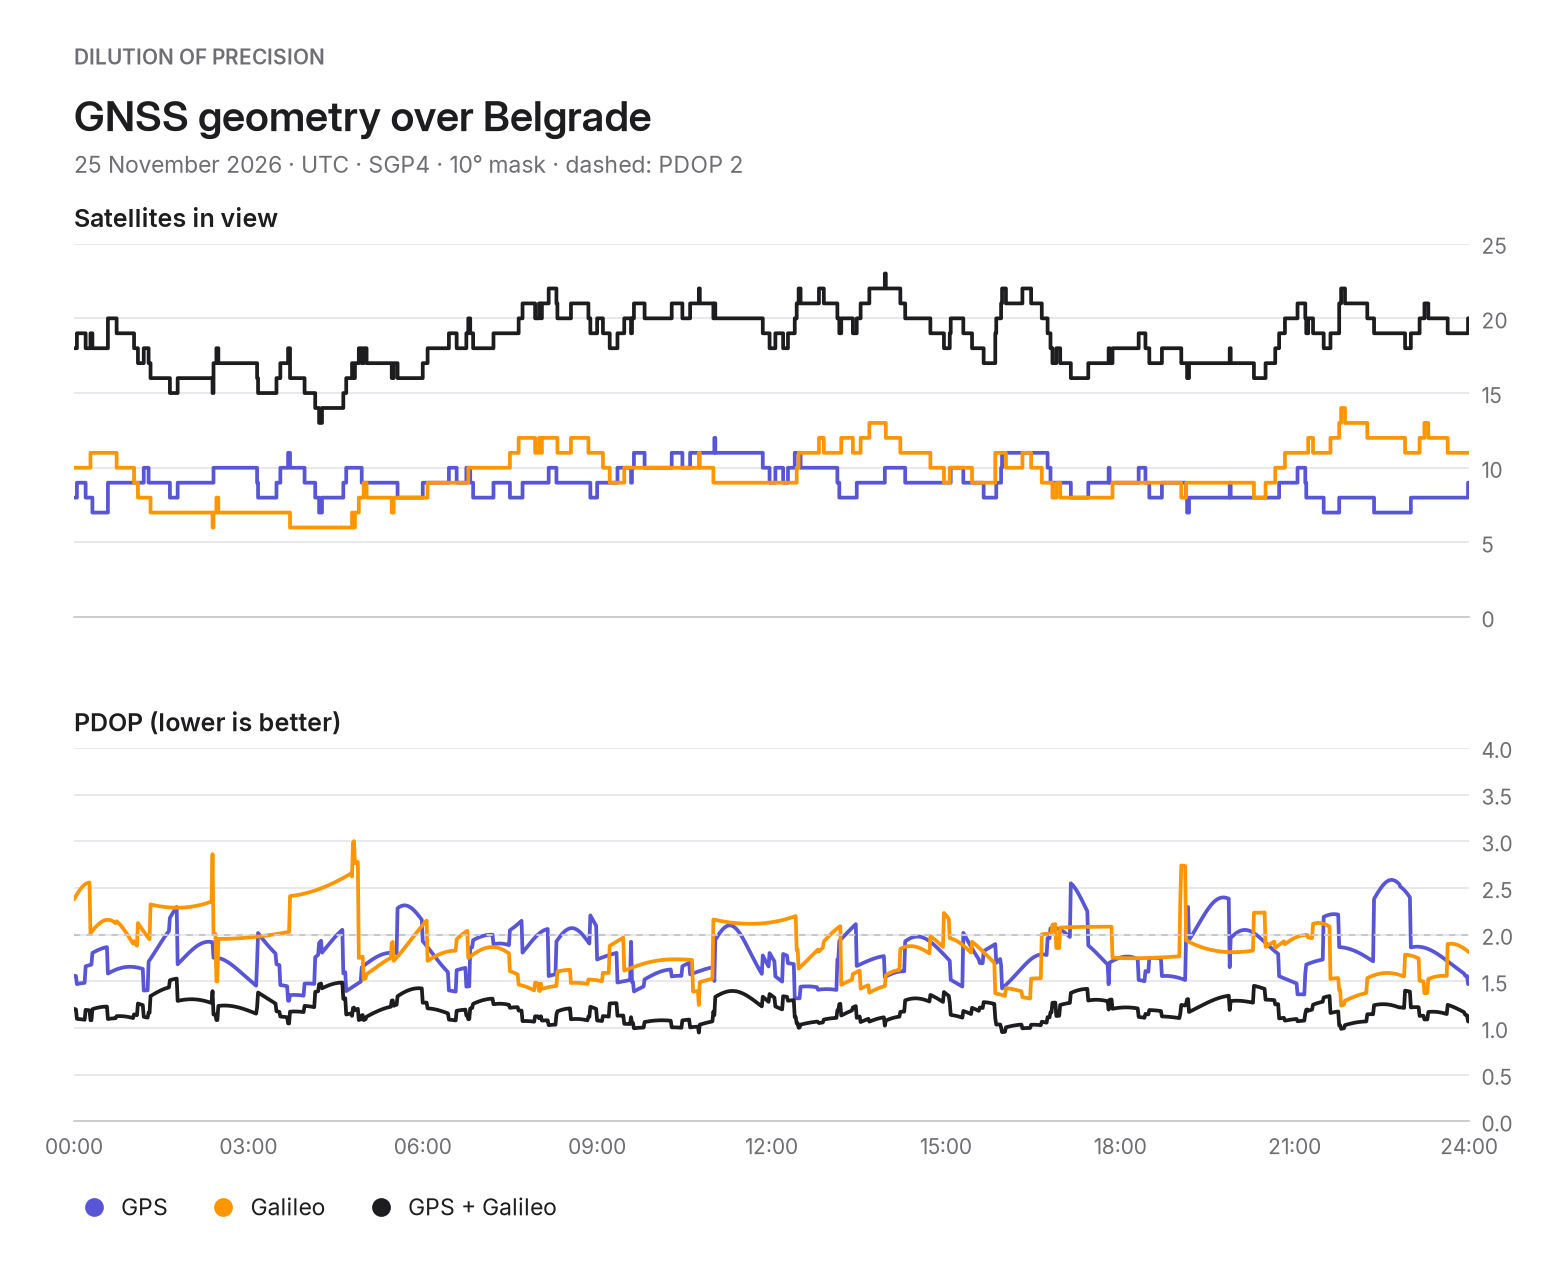 DILUTION OF PRECISION
GNSS geometry over Belgrade
25 November 2026 · UTC · SGP4 · 10° mask · dashed: PDOP 2
Satellites in view
25
20
15
10
5
0
PDOP (lower is better)
4.0
3.5
3.0
2.5
2.0
1.5
1.0
0.5
0.0
00:00 03:00 06:00 09:00 12:00 15:00 18:00 21:00 24:00
GPS Galileo GPS + Galileo